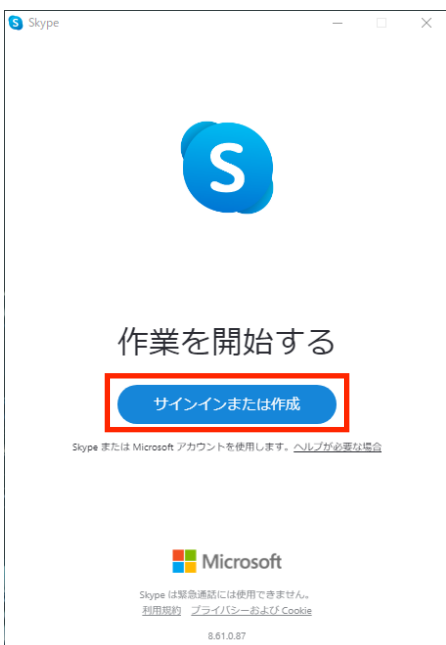 Skype
作業を開始する
サインインまたは作成
Skype または Microsoft アカウントを使用します。ヘルプが必要な場合
Microsoft
Skype は緊急通話には使用できません。
利用規約 プライバシーおよび Cookie
8.61.0.87